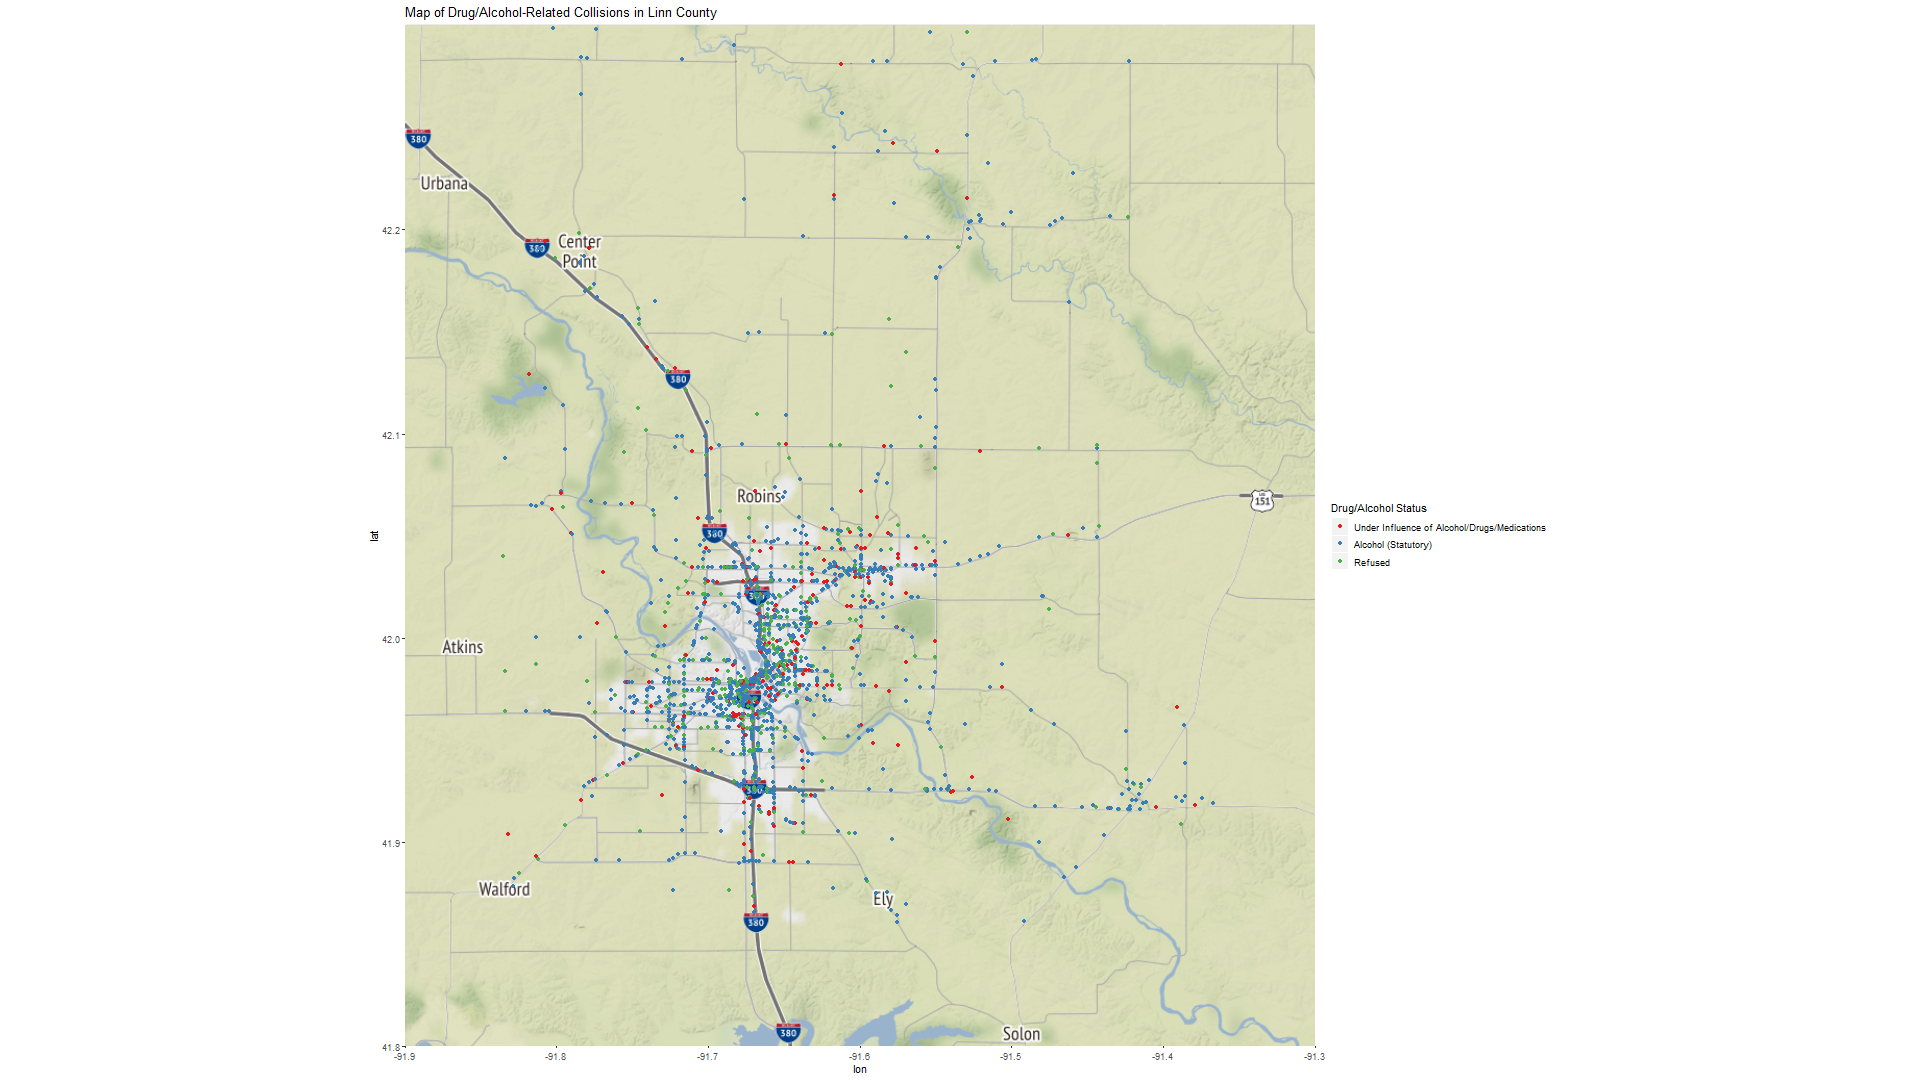 Map of Drug/Alcohol-Related Collisions in Linn County
380
Urbana
42.2
380
Center
Point
380
42.1
Robins
151
380
Drug/Alcohol Status
Under Influence of Alcohol/Drugs/Medications
Alcohol (Statutory)
Refused
lat
42.0
Atkins
380
41.9
Walford
Ely
380
Solon
380
41.8
-91.9
-91.8
-91.7
-91.6
-91.5
-91.4
-91.3
lon